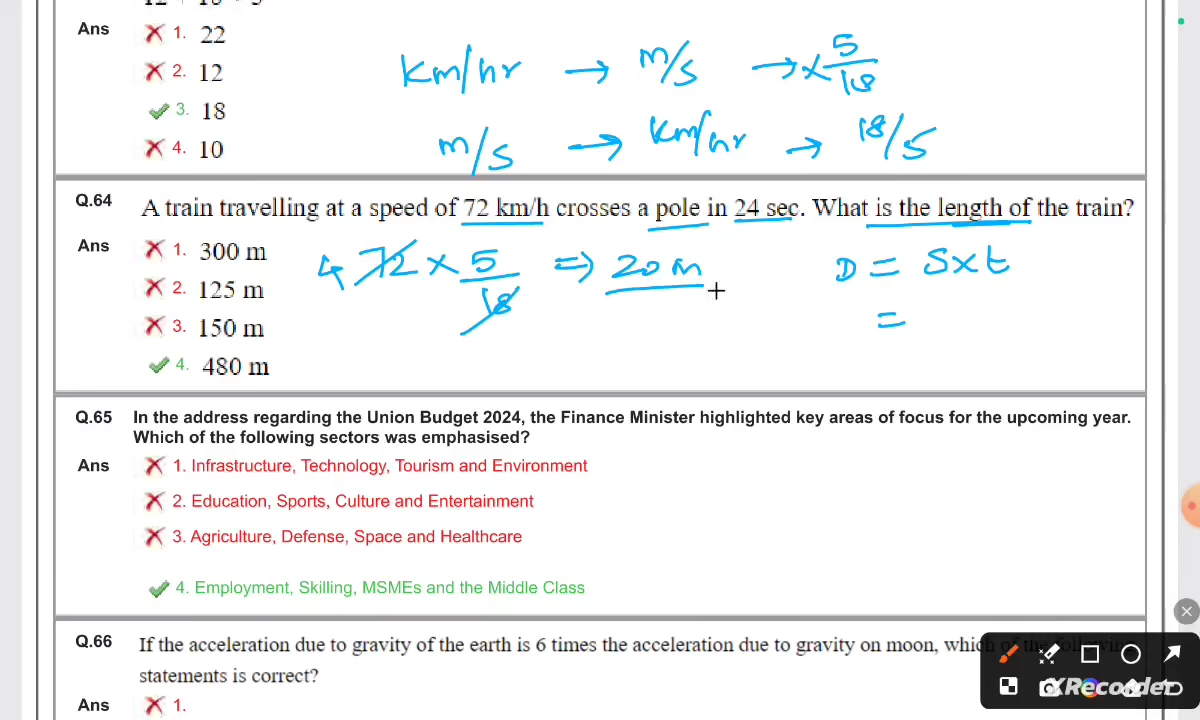 Ans
1. 22
2. 12
3. 18
4. 10
km/hr → m/s → × 5/18
m/s → km/hr → 18/5
Q.64 A train travelling at a speed of 72 km/h crosses a pole in 24 sec. What is the length of the train?
Ans
1. 300 m
2. 125 m
3. 150 m
4. 480 m
4 72 × 5/18 ⇒ 20 m
D = S × t
=
Q.65 In the address regarding the Union Budget 2024, the Finance Minister highlighted key areas of focus for the upcoming year.
Which of the following sectors was emphasised?
Ans
1. Infrastructure, Technology, Tourism and Environment
2. Education, Sports, Culture and Entertainment
3. Agriculture, Defense, Space and Healthcare
4. Employment, Skilling, MSMEs and the Middle Class
Q.66 If the acceleration due to gravity of the earth is 6 times the acceleration due to gravity on moon, which of the following
statements is correct?
Ans
1.
XRecorder